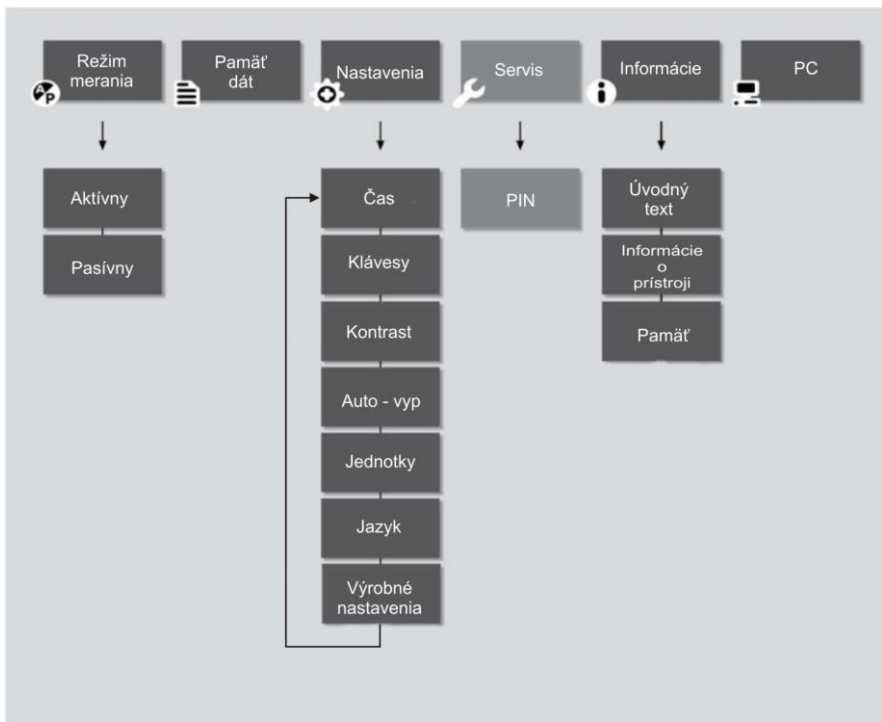 Režim
merania
Pamäť
dát
Nastavenia
Servis
Informácie
PC
A
P
Aktívny
Pasívny
Čas
Klávesy
Kontrast
Auto - vyp
Jednotky
Jazyk
Výrobné
nastavenia
PIN
Úvodný
text
Informácie
o
prístroji
Pamäť